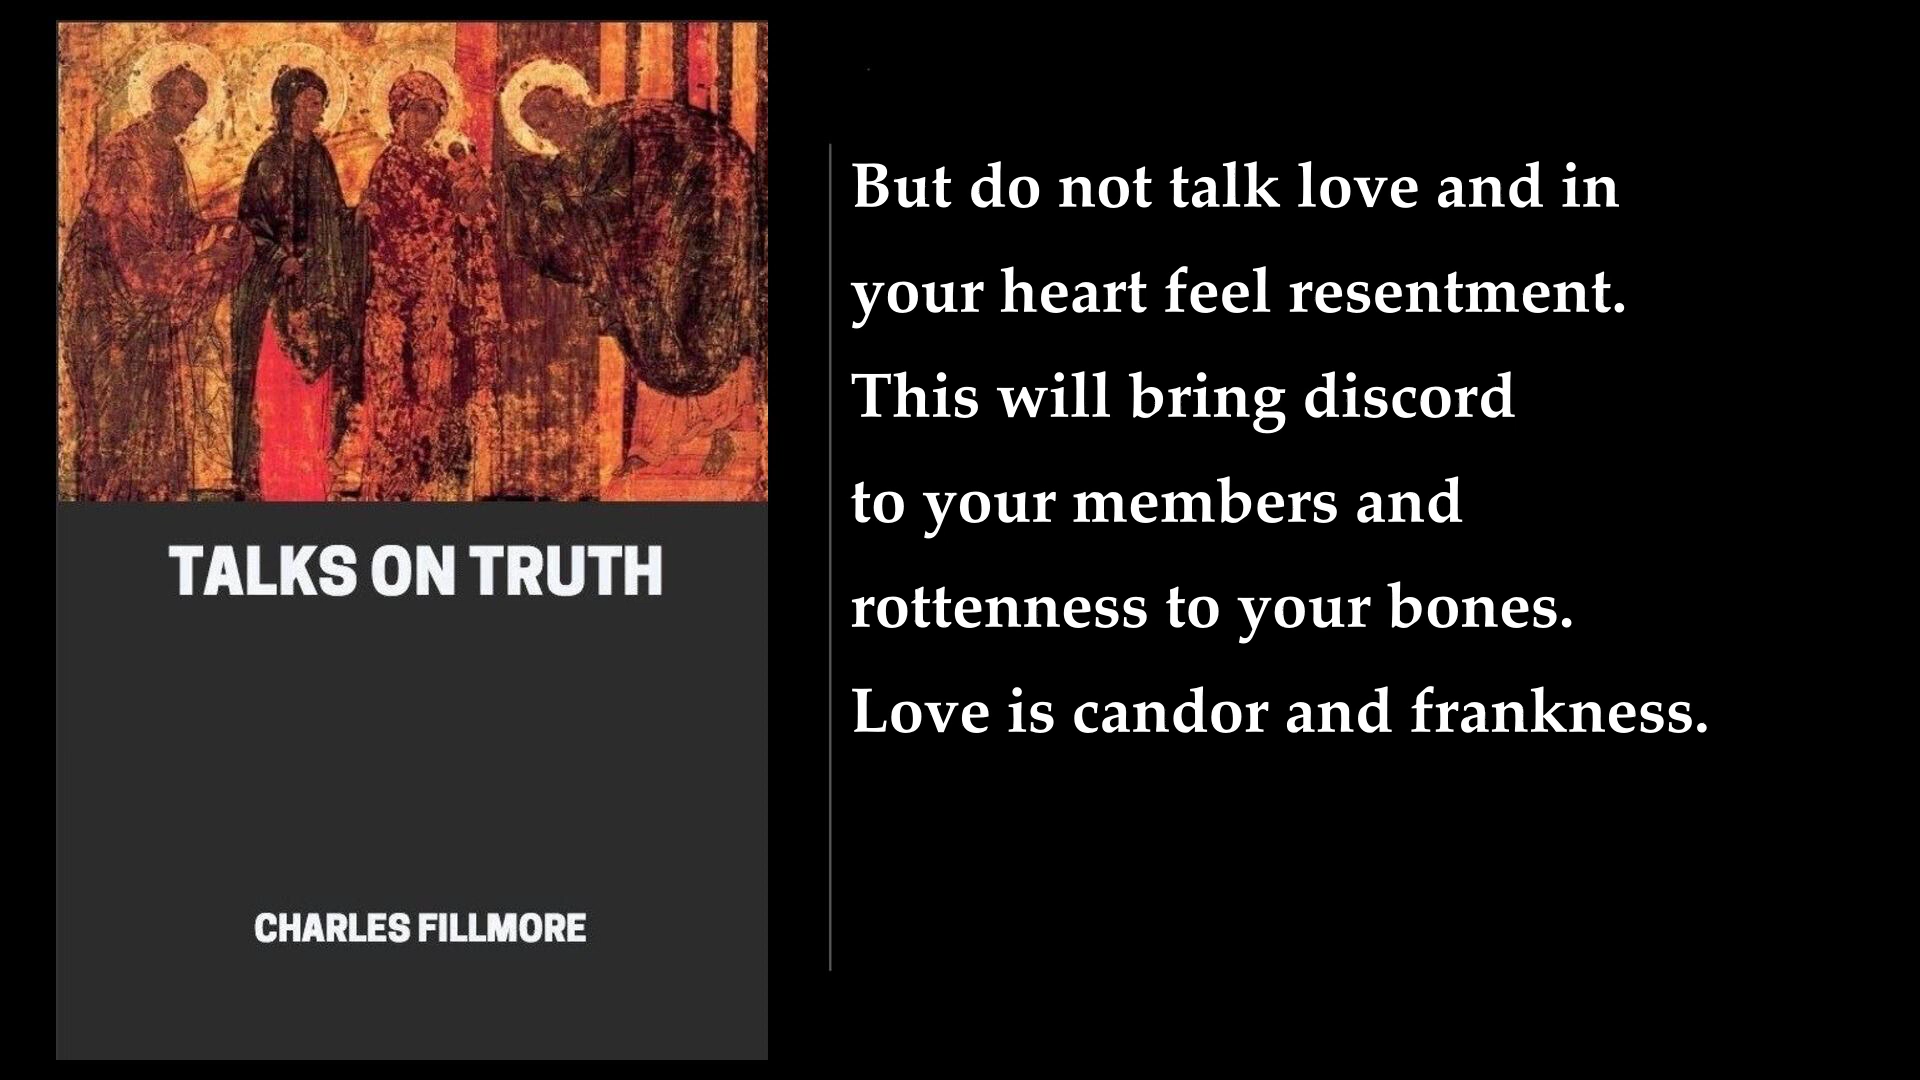 TALKS ON TRUTH
CHARLES FILLMORE
But do not talk love and in
your heart feel resentment.
This will bring discord
to your members and
rottenness to your bones.
Love is candor and frankness.